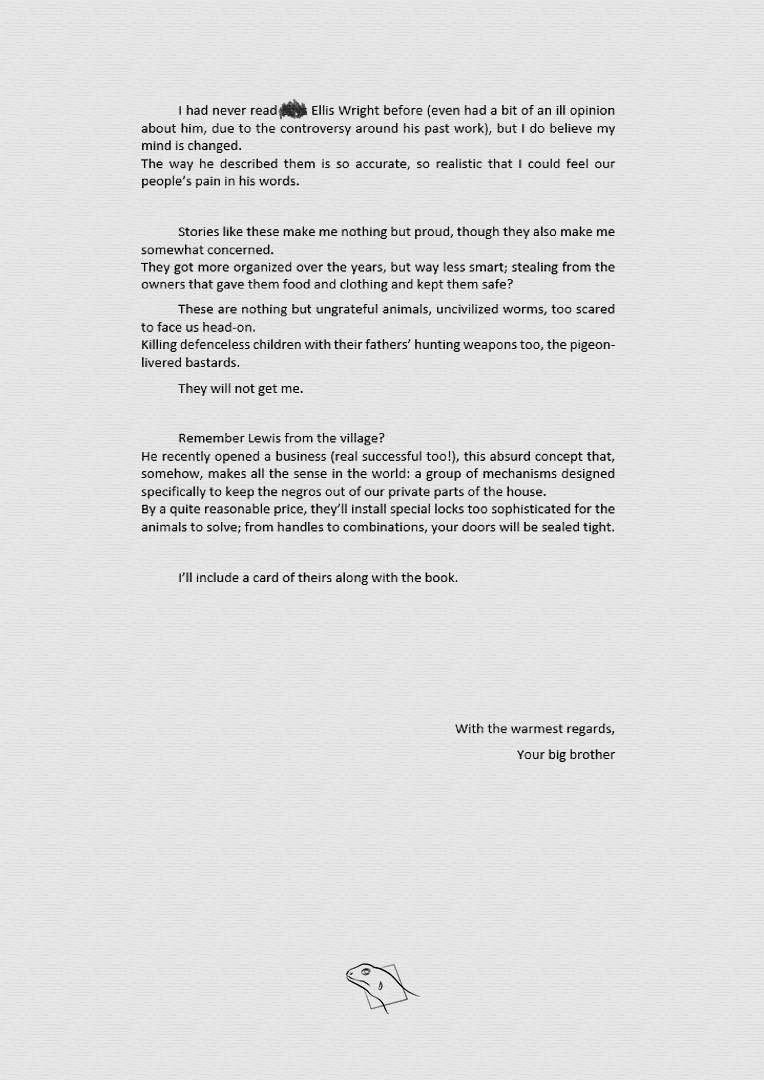 I had never read Ellis Wright before (even had a bit of an ill opinion
about him, due to the controversy around his past work), but I do believe my
mind is changed.
The way he described them is so accurate, so realistic that I could feel our
people's pain in his words.
Stories like these make me nothing but proud, though they also make me
somewhat concerned.
They got more organized over the years, but way less smart; stealing from the
owners that gave them food and clothing and kept them safe?
These are nothing but ungrateful animals, uncivilized worms, too scared
to face us head-on.
Killing defenceless children with their fathers' hunting weapons too, the pigeon-
livered bastards.
They will not get me.
Remember Lewis from the village?
He recently opened a business (real successful too!), this absurd concept that,
somehow, makes all the sense in the world: a group of mechanisms designed
specifically to keep the negros out of our private parts of the house.
By a quite reasonable price, they'll install special locks too sophisticated for the
animals to solve; from handles to combinations, your doors will be sealed tight.
I'll include a card of theirs along with the book.
With the warmest regards,
Your big brother